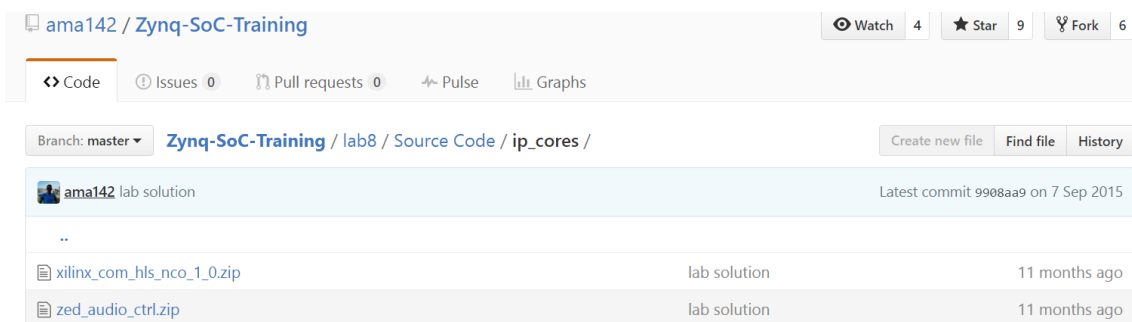 ama142 / Zynq-SoC-Training Watch 4 Star 9 Fork 6
Code Issues 0 Pull requests 0 Pulse Graphs
Branch: master Zynq-SoC-Training / lab8 / Source Code / ip_cores / Create new file Find file History
ama142 lab solution Latest commit 9908aa9 on 7 Sep 2015
..
xilinx_com_hls_nco_1_0.zip lab solution 11 months ago
zed_audio_ctrl.zip lab solution 11 months ago